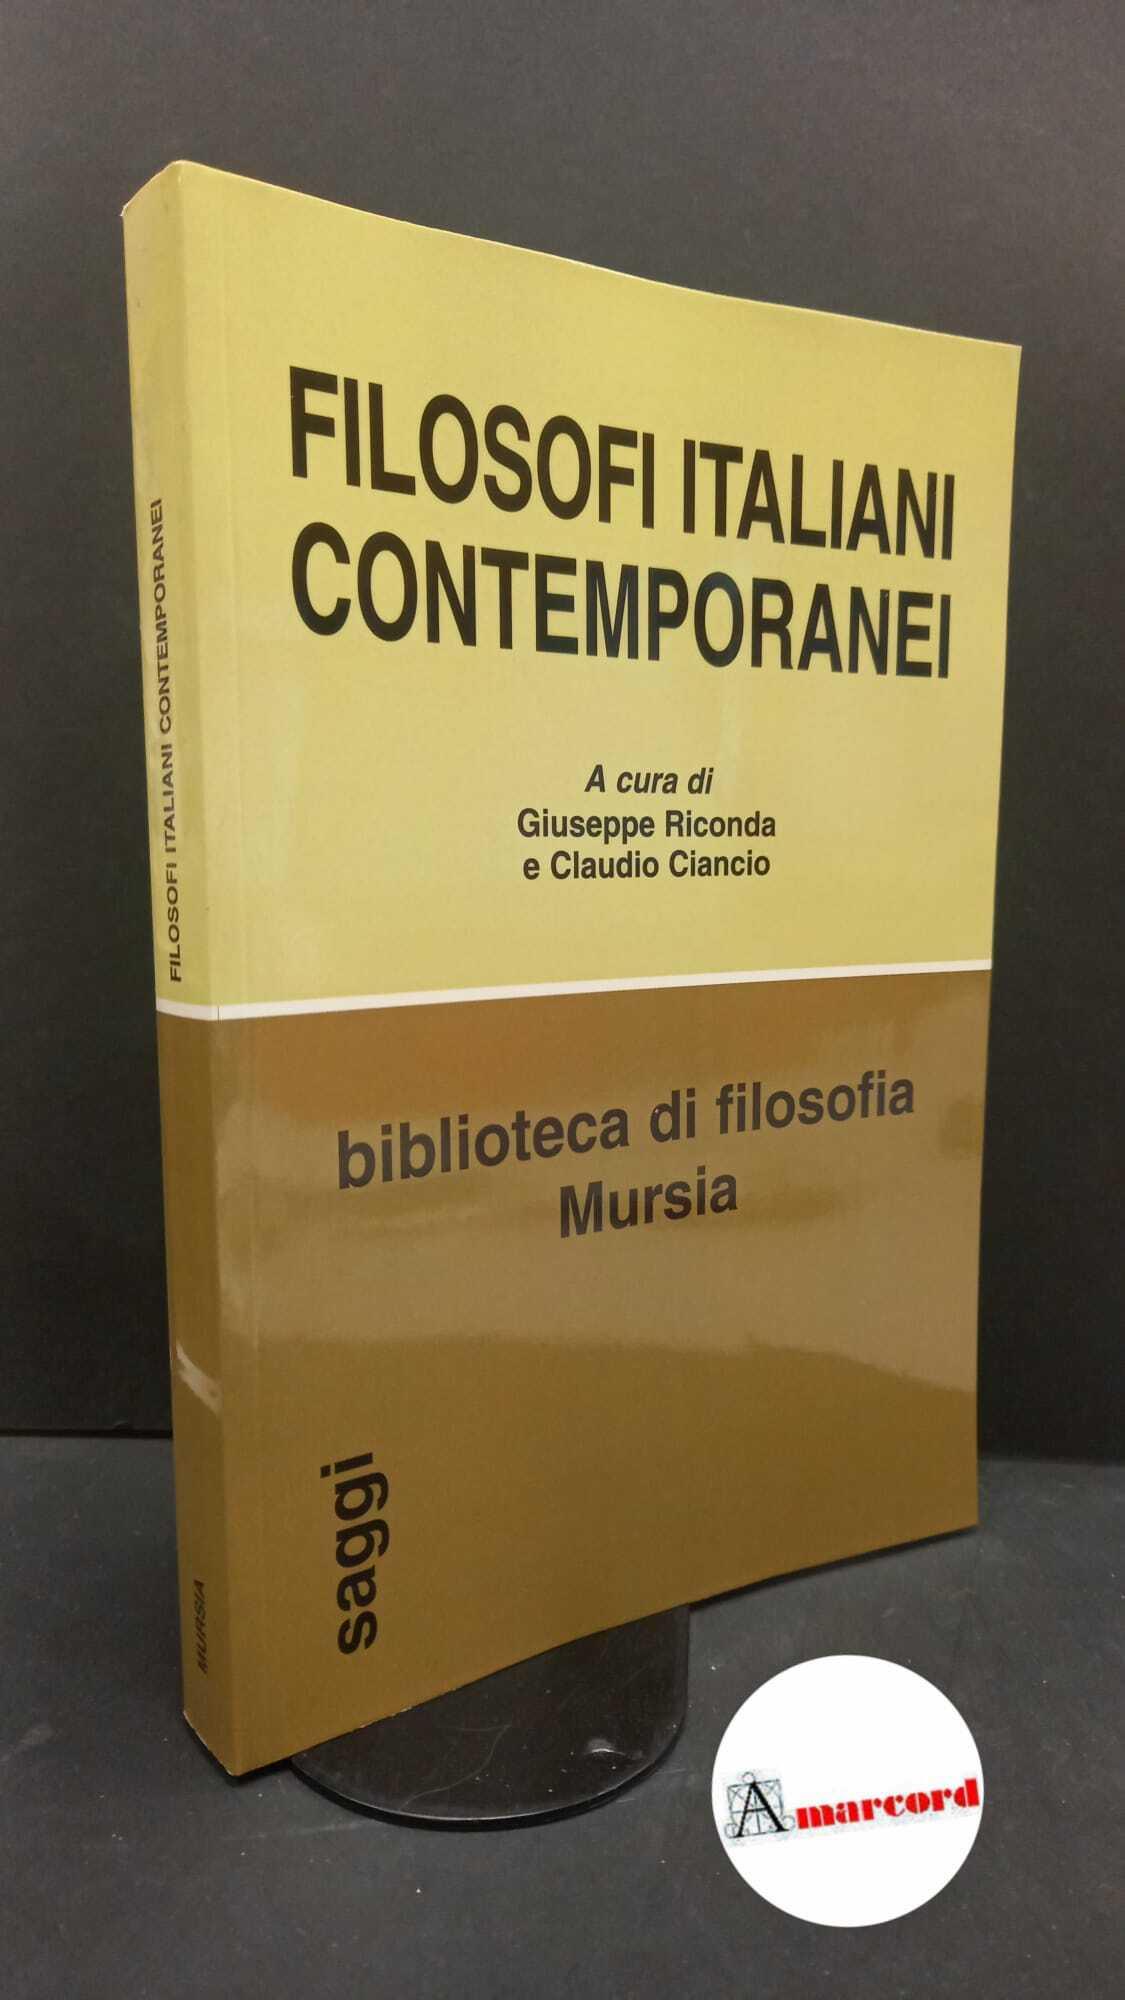 FILOSOFI ITALIANI
CONTEMPORANEI
A cura di
Giuseppe Riconda
e Claudio Ciancio
biblioteca di filosofia
Mursia
saggi
FILOSOFI ITALIANI CONTEMPORANEI
MURSIA
Amarcord